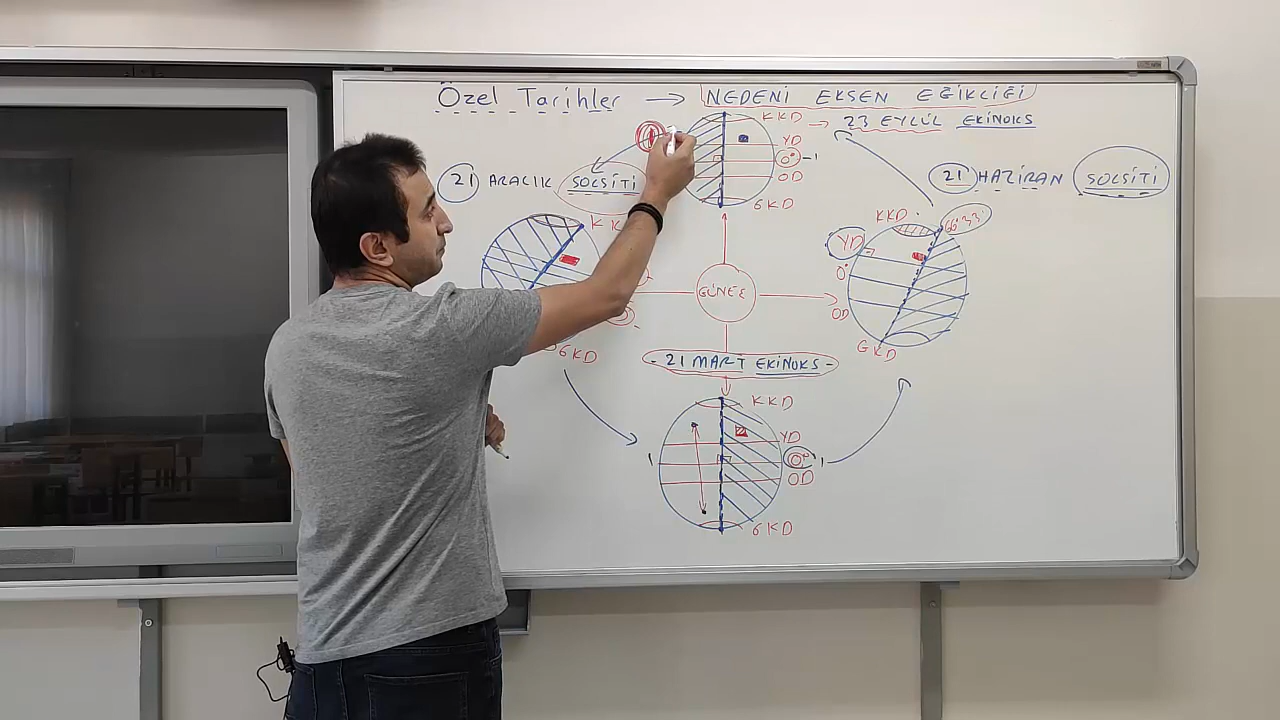 Özel Tarihler → NEDENİ EKSEN EĞİKLİĞİ
KKD → 23 EYLÜL EKİNOKS
YD
0°
OD
GKD
21 ARALIK SOLSİTİ
21 HAZİRAN SOLSİTİ
KKD 66°33'
YD
0°
OD
GKD
GÜNEŞ
GKD
- 21 MART EKİNOKS -
KKD
YD
0°
OD
GKD